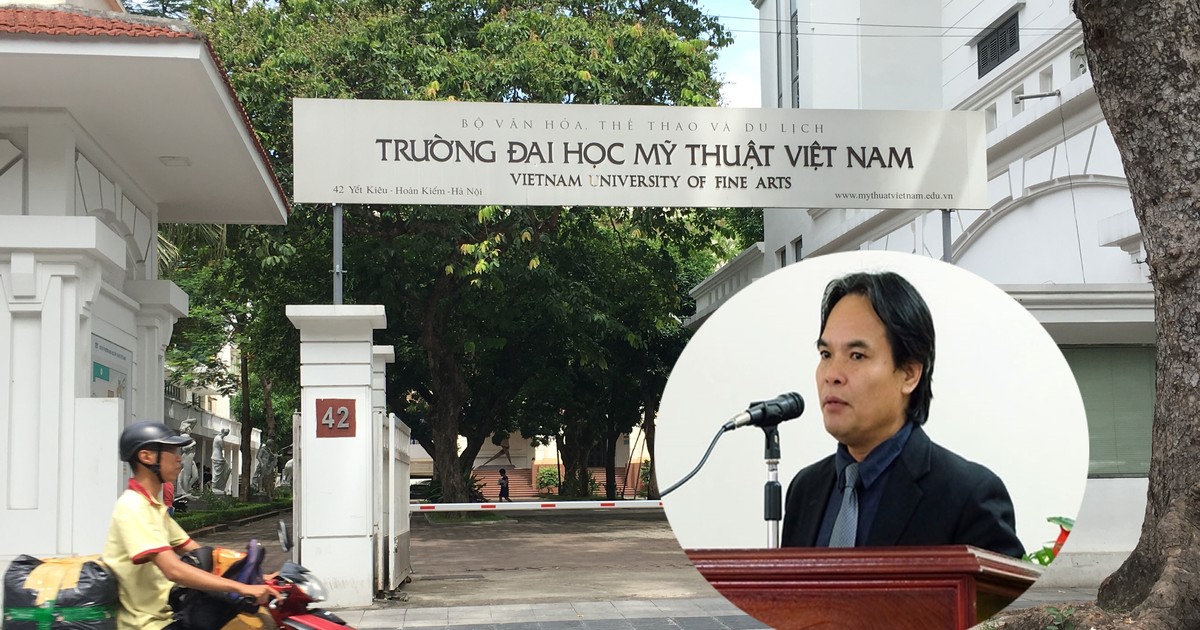 BỘ VĂN HÓA, THỂ THAO VÀ DU LỊCH
TRƯỜNG ĐẠI HỌC MỸ THUẬT VIỆT NAM
VIETNAM UNIVERSITY OF FINE ARTS
42 Yết Kiêu - Hoàn Kiếm - Hà Nội
www.mythuatvietnam.edu.vn
42